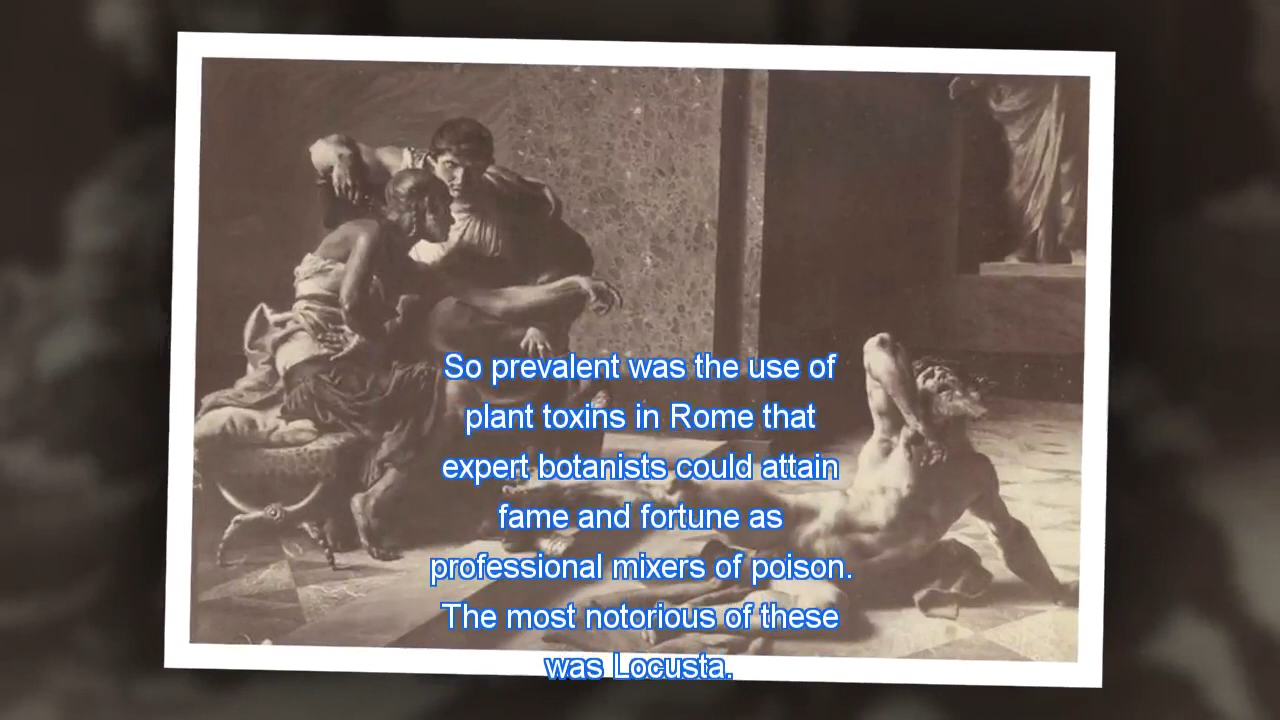 So prevalent was the use of
plant toxins in Rome that
expert botanists could attain
fame and fortune as
professional mixers of poison.
The most notorious of these
was Locusta.